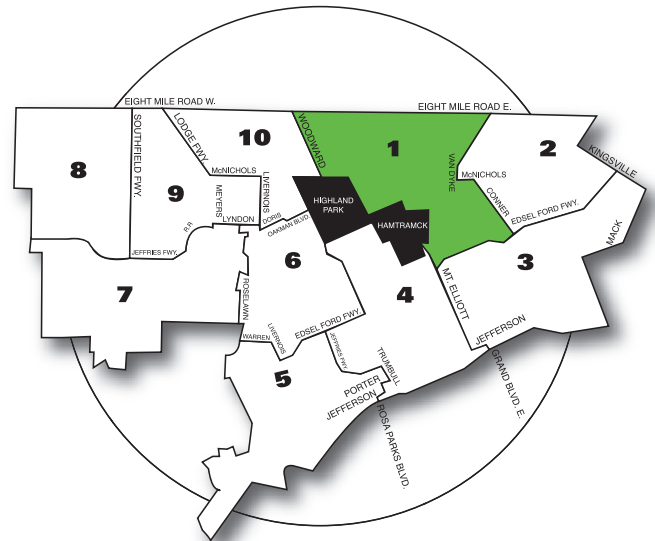 EIGHT MILE ROAD W.
EIGHT MILE ROAD E.
SOUTHFIELD FWY.
LODGE FWY.
WOODWARD
10
1
2
VAN DYKE
KINGSVILLE
8
9
McNICHOLS
McNICHOLS
MEYERS
LIVERNOIS
CONNER
HIGHLAND
PARK
LYNDON
DORIS
OAKMAN BLVD.
HAMTRAMCK
EDSEL FORD FWY.
MACK
R.R
JEFFRIES FWY.
6
3
7
ROSELAWN
4
MT. ELLIOTT
EDSEL FORD FWY.
LIVERNOIS
WARREN
JEFFRIES FWY.
JEFFERSON
5
TRUMBULL
PORTER
JEFFERSON
GRAND BLVD. E.
ROSA PARKS BLVD.